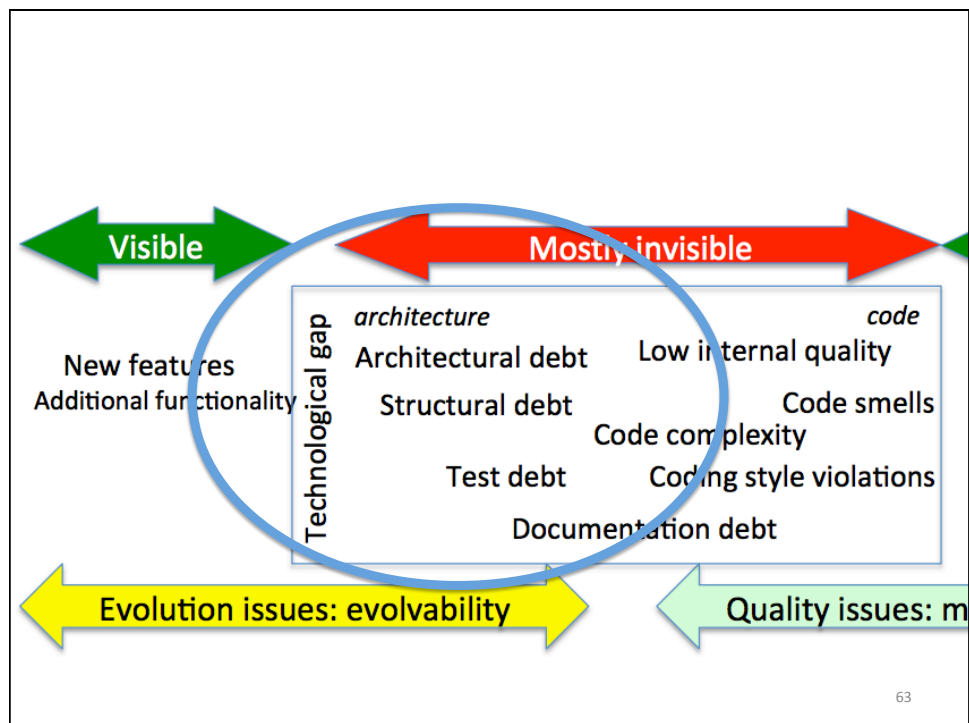 Visible
Mostly invisible
Technological gap
architecture
code
New features
Additional functionality
Architectural debt
Low internal quality
Structural debt
Code smells
Code complexity
Test debt
Coding style violations
Documentation debt
Evolution issues: evolvability
Quality issues: m
63